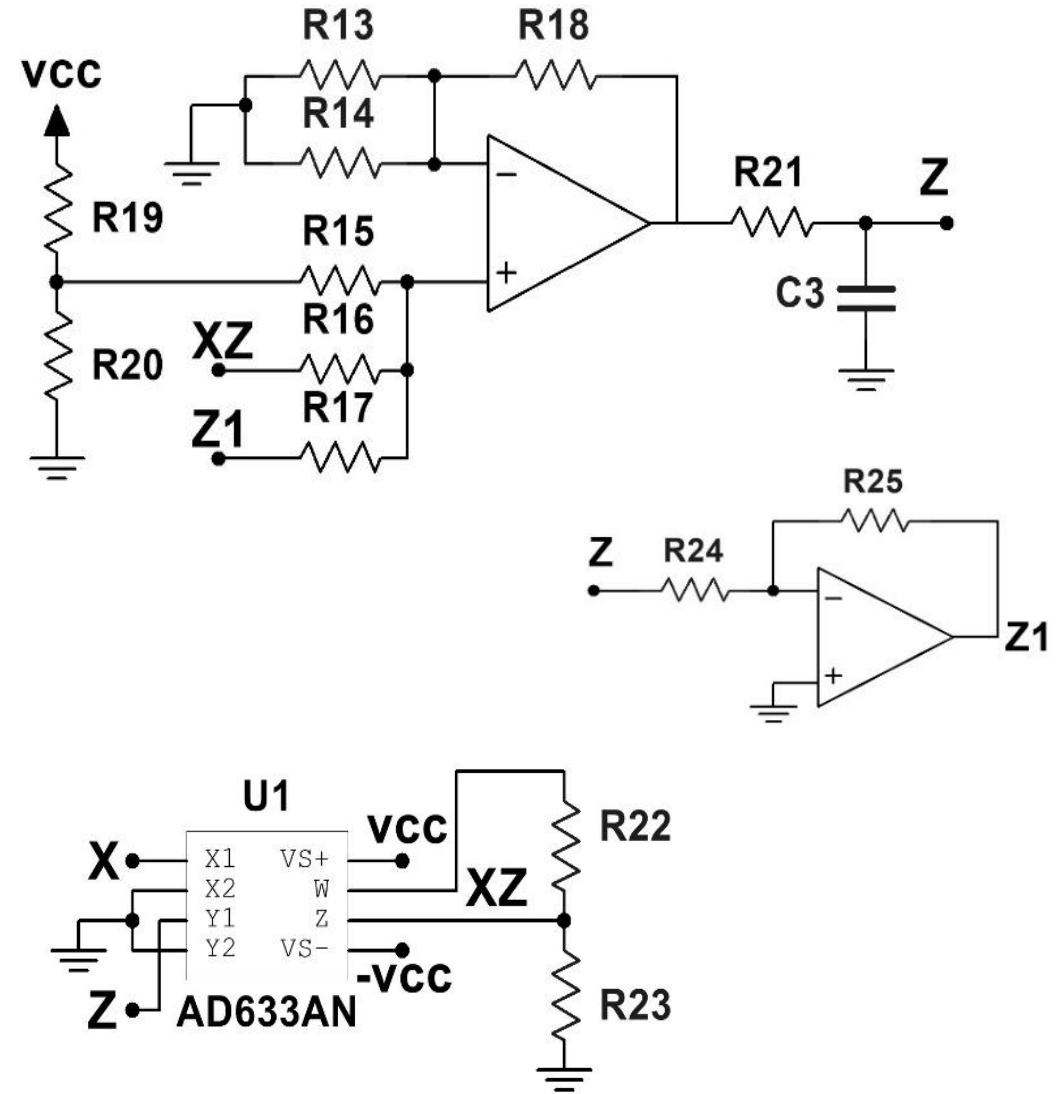 R13
R18
VCC
R14
R21
Z
R19
R15
−
+
C3
R16
XZ
R20
R17
Z1
R25
Z
R24
−
Z1
+
U1
VCC
R22
X
X1
VS+
X2
W
XZ
Y1
Z
Y2
VS-
-VCC
Z
AD633AN
R23